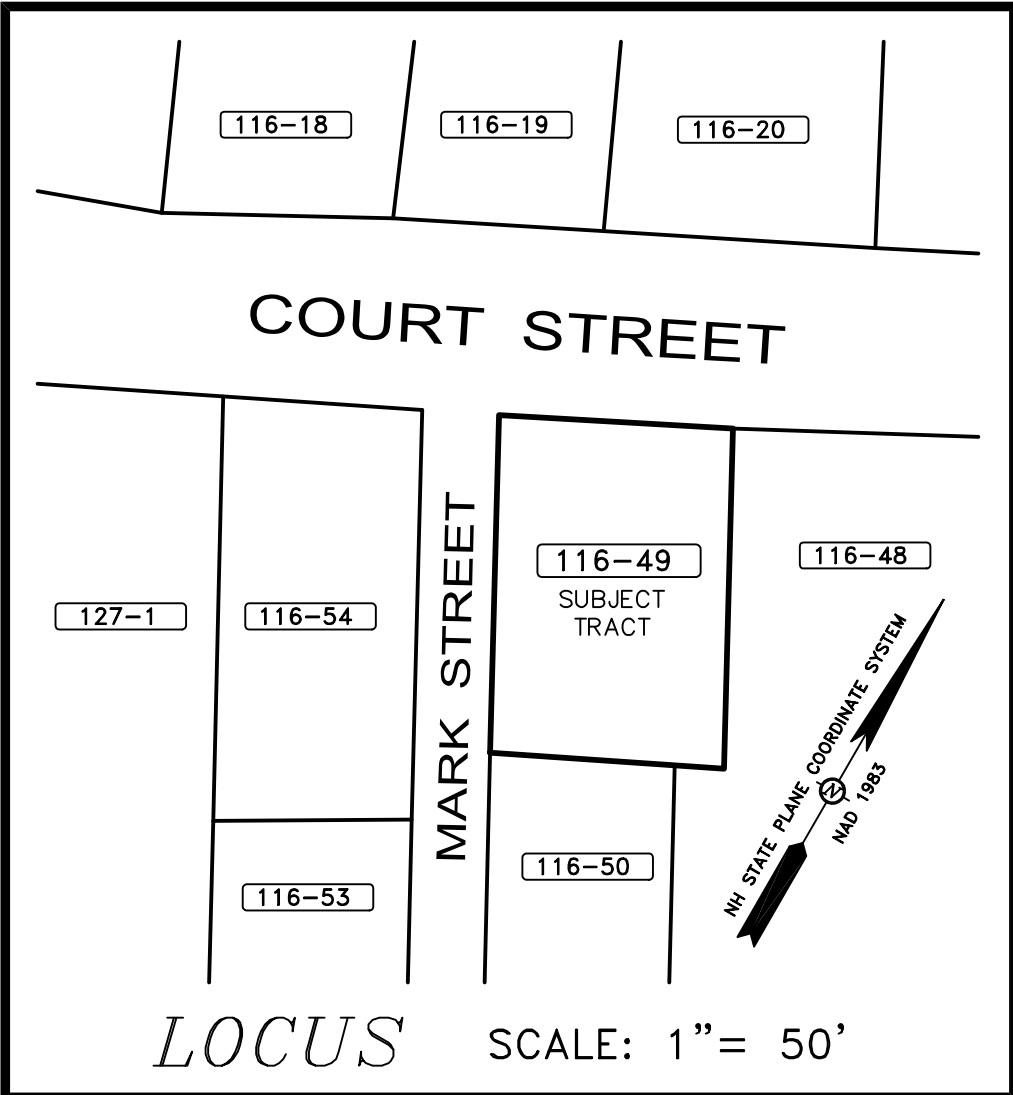 116-18
116-19
116-20
COURT STREET
MARK STREET
116-49
SUBJECT
TRACT
116-48
127-1
116-54
NH STATE PLANE COORDINATE SYSTEM
N
NAD 1983
116-50
116-53
LOCUS
SCALE: 1”= 50’